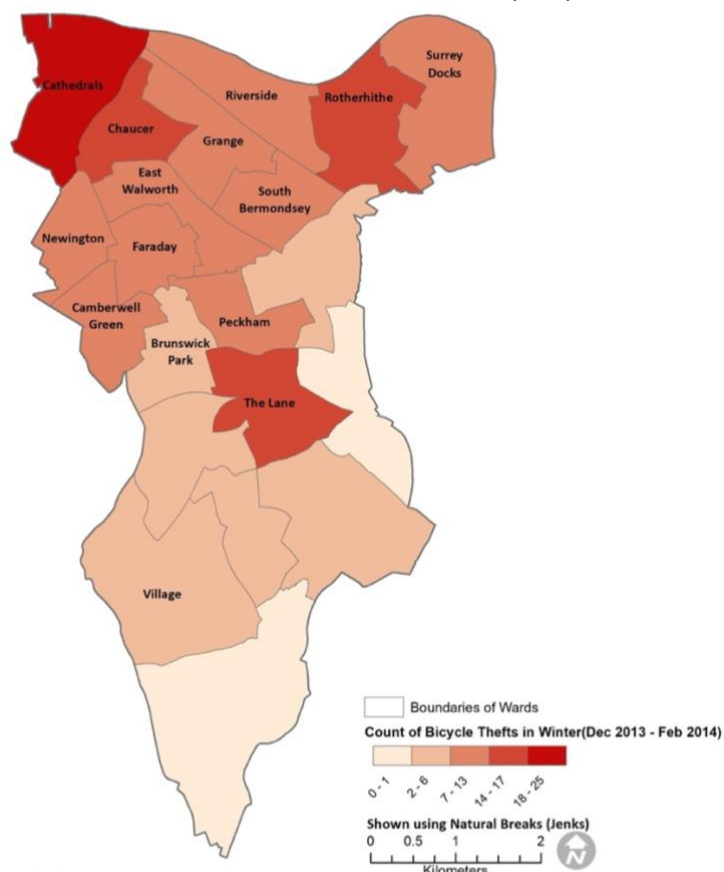 Surrey
Docks
Cathedrals
Riverside
Rotherhithe
Chaucer
Grange
East
Walworth
South
Bermondsey
Newington
Faraday
Camberwell
Green
Peckham
Brunswick
Park
The Lane
Village
Boundaries of Wards
Count of Bicycle Thefts in Winter(Dec 2013 - Feb 2014)
0 - 1
2 - 6
7 - 13
14 - 17
18 - 25
Shown using Natural Breaks (Jenks)
0 0.5 1 2
Kilometers
N